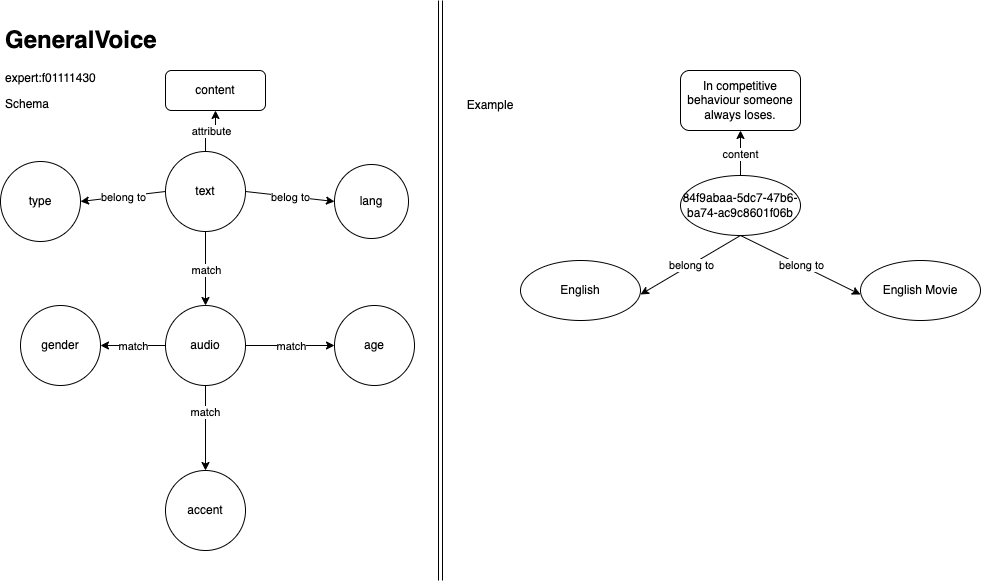 GeneralVoice
expert:f01111430
Schema
content
attribute
text
type
belong to
belog to
lang
match
gender
match
audio
match
age
match
accent
Example
In competitive
behaviour someone
always loses.
content
84f9abaa-5dc7-47b6-
ba74-ac9c8601f06b
belong to
belong to
English
English Movie